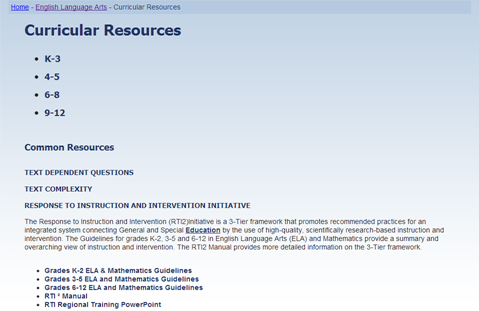 Home - English Language Arts - Curricular Resources
Curricular Resources
K-3
4-5
6-8
9-12
Common Resources
TEXT DEPENDENT QUESTIONS
TEXT COMPLEXITY
RESPONSE TO INSTRUCTION AND INTERVENTION INITIATIVE
The Response to Instruction and Intervention (RTI2)Initiative is a 3-Tier framework that promotes recommended practices for an
integrated system connecting General and Special Education by the use of high-quality, scientifically research-based instruction and
intervention. The Guidelines for grades K-2, 3-5 and 6-12 in English Language Arts (ELA) and Mathematics provide a summary and
overarching view of instruction and intervention. The RTI2 Manual provides more detailed information on the 3-Tier framework
Grades K-2 ELA & Mathematics Guidelines
Grades 3-5 ELA and Mathematics Guidelines
Grades 6-12 ELA and Mathematics Guidelines
RTI ² Manual
RTI Regional Training PowerPoint